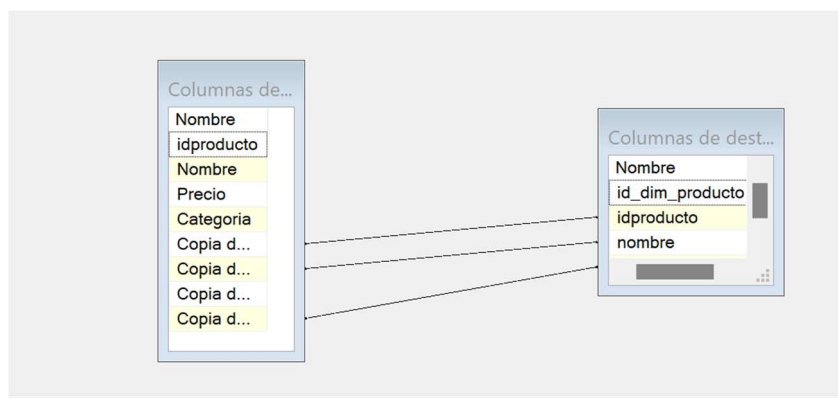 Columnas de...
Nombre
idproducto
Nombre
Precio
Categoria
Copia d...
Copia d...
Copia d...
Copia d...
Columnas de dest...
Nombre
id_dim_producto
idproducto
nombre